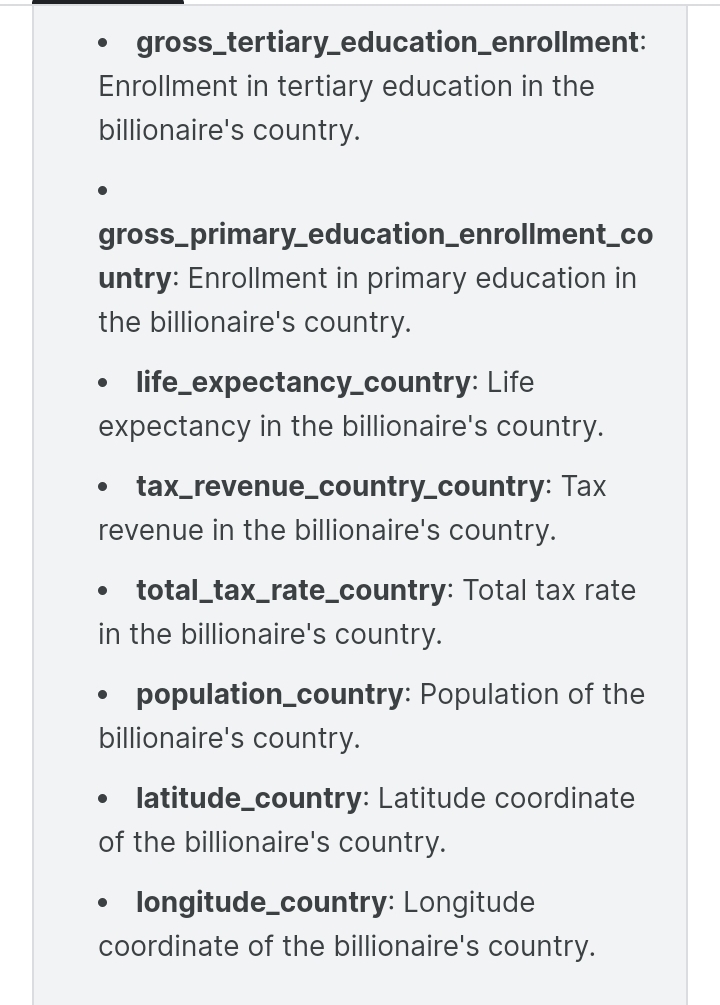 • gross_tertiary_education_enrollment:
Enrollment in tertiary education in the
billionaire's country.
•
gross_primary_education_enrollment_co
untry: Enrollment in primary education in
the billionaire's country.
• life_expectancy_country: Life
expectancy in the billionaire's country.
• tax_revenue_country_country: Tax
revenue in the billionaire's country.
• total_tax_rate_country: Total tax rate
in the billionaire's country.
• population_country: Population of the
billionaire's country.
• latitude_country: Latitude coordinate
of the billionaire's country.
• longitude_country: Longitude
coordinate of the billionaire's country.